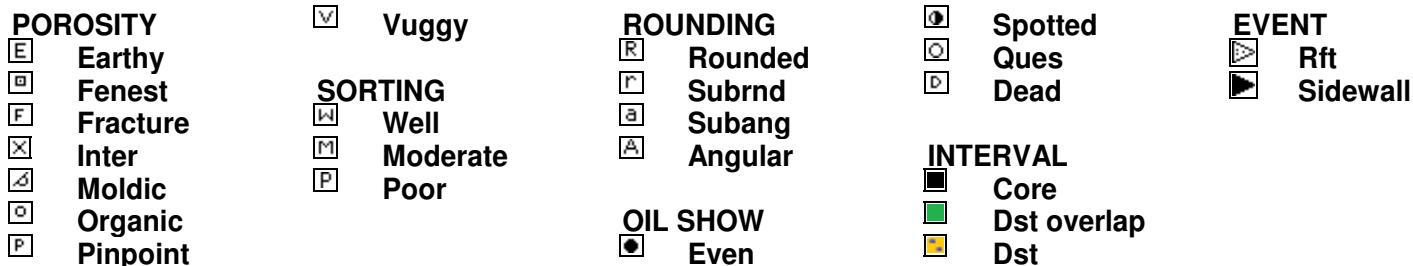 POROSITY
E Earthy
Fenest
F Fracture
X Inter
Moldic
Organic
P Pinpoint
V Vuggy
SORTING
W Well
M Moderate
P Poor
ROUNDING
R Rounded
r Subrnd
a Subang
A Angular
OIL SHOW
Even
Spotted
Ques
D Dead
INTERVAL
Core
Dst overlap
Dst
EVENT
Rft
Sidewall